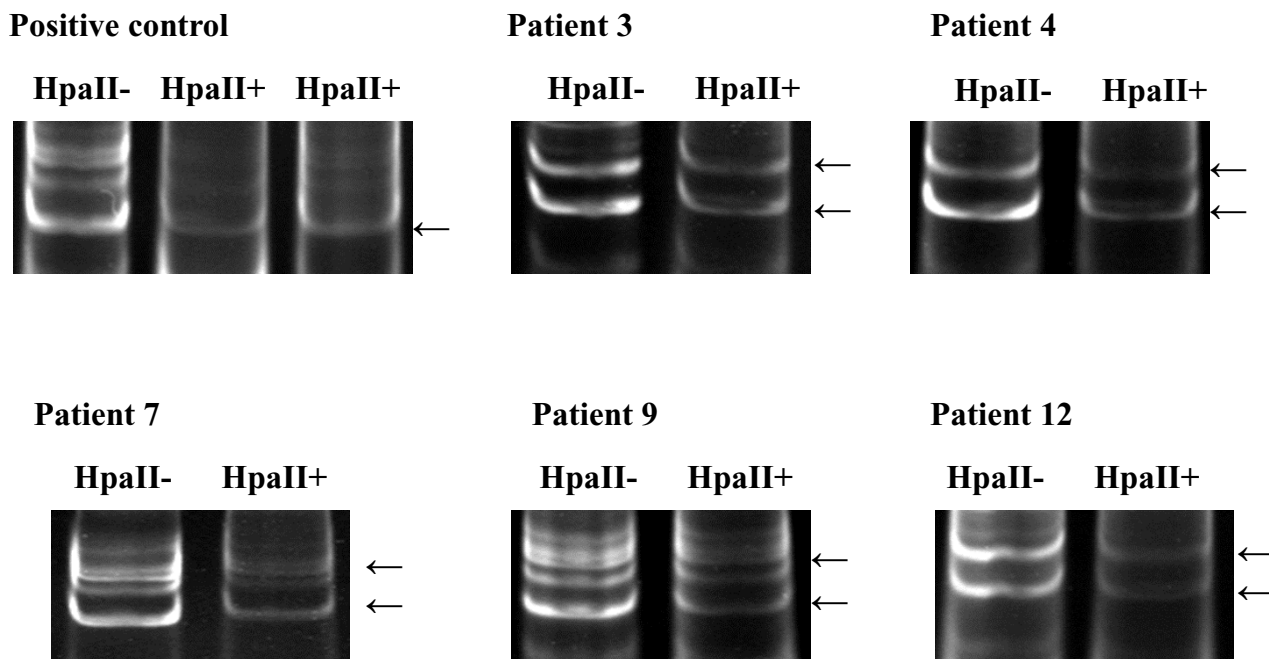 Positive control
HpaII- HpaII+ HpaII+
Patient 3
HpaII- HpaII+
Patient 4
HpaII- HpaII+
Patient 7
HpaII- HpaII+
Patient 9
HpaII- HpaII+
Patient 12
HpaII- HpaII+